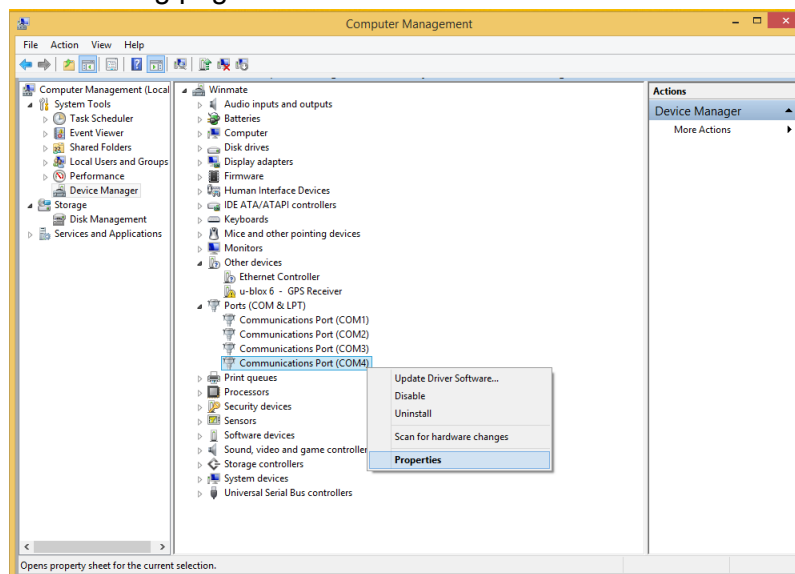 Computer Management
File Action View Help
Computer Management (Local
System Tools
Task Scheduler
Event Viewer
Shared Folders
Local Users and Groups
Performance
Device Manager
Storage
Disk Management
Services and Applications
Winmate
Audio inputs and outputs
Batteries
Computer
Disk drives
Display adapters
Firmware
Human Interface Devices
IDE ATA/ATAPI controllers
Keyboards
Mice and other pointing devices
Monitors
Other devices
Ethernet Controller
u-blox 6 - GPS Receiver
Ports (COM & LPT)
Communications Port (COM1)
Communications Port (COM2)
Communications Port (COM3)
Communications Port (COM4)
Print queues
Processors
Security devices
Sensors
Software devices
Sound, video and game controller
Storage controllers
System devices
Universal Serial Bus controllers
Update Driver Software...
Disable
Uninstall
Scan for hardware changes
Properties
Actions
Device Manager
More Actions
Opens property sheet for the current selection.